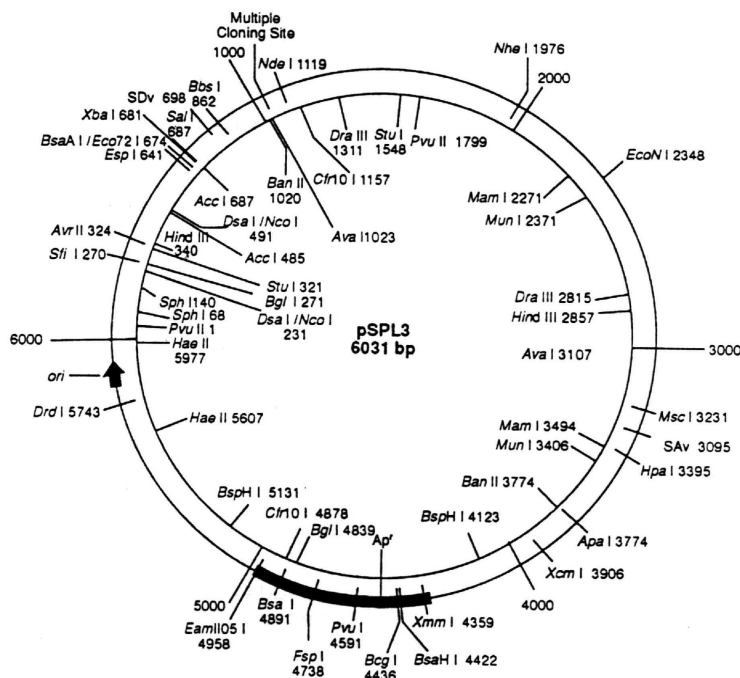 Multiple
Cloning Site
1000
Nde I 1119
Nhe I 1976
2000
Bbs I
862
SDv 698
Sal I
687
Xba I 681
BsaA I /Eco72 I 674
Esp I 641
Dra III
1311
Stu I
1548
Pvu II 1799
EcoN I 2348
Ban II
1020
Cfr10 I 1157
Mam I 2271
Mun I 2371
Acc I 687
Dsa I /Nco I
491
Ava I 1023
Avr II 324
Hind III
340
Acc I 485
Sfi I 270
Stu I 321
Bgl I 271
Dsa I /Nco I
231
Sph I 140
Sph I 68
Pvu II 1
Hae II
5977
6000
pSPL3
6031 bp
Dra III 2815
Hind III 2857
Ava I 3107
3000
ori
Drd I 5743
Hae II 5607
Msc I 3231
SAv 3095
Hpa I 3395
Mam I 3494
Mun I 3406
Ban II 3774
Apa I 3774
Xcm I 3906
4000
BspH I 5131
Cfr10 I 4878
Bgl I 4839
Apr
BspH I 4123
5000
EamII05 I
4958
Bsa I
4891
Fsp I
4738
Pvu I
4591
Bcg I
4436
BsaH I 4422
Xmm I 4359